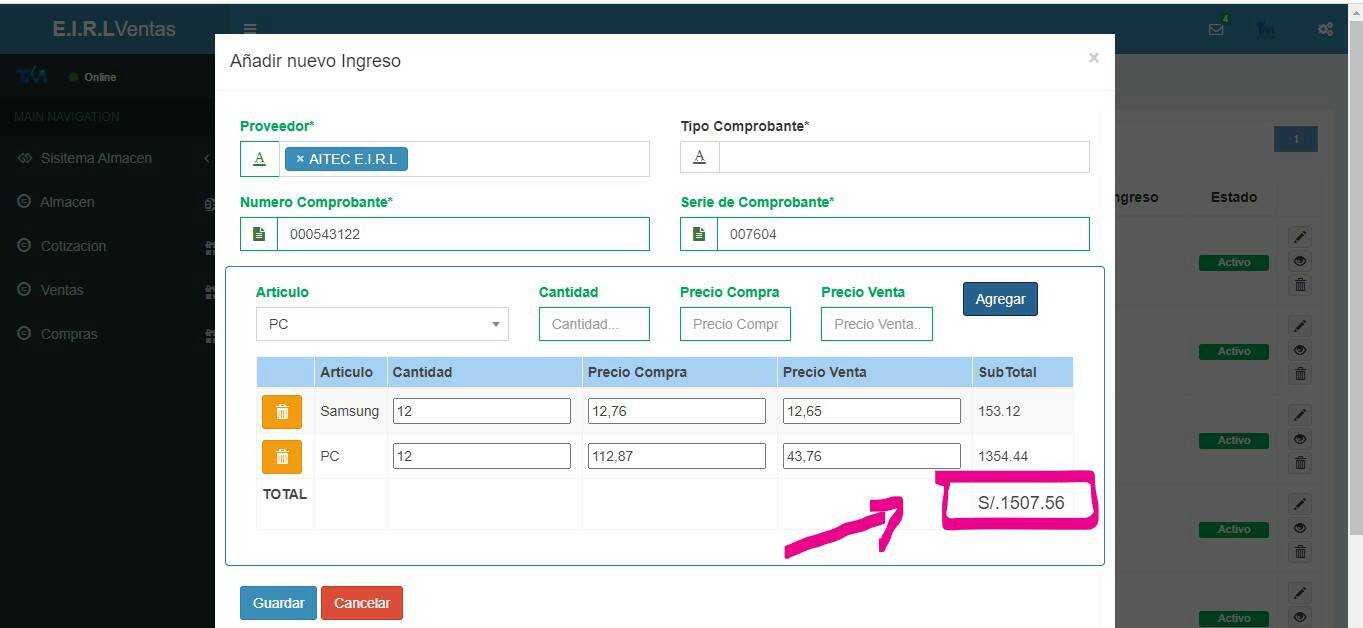 E.I.R.LVentas
4
Online
MAIN NAVIGATION
Sisitema Almacen
Almacen
Cotizacion
Ventas
Compras
Añadir nuevo Ingreso
×
Proveedor*
Tipo Comprobante*
A
× AITEC E.I.R.L
A
Numero Comprobante*
Serie de Comprobante*
000543122
007604
Articulo
Cantidad
Precio Compra
Precio Venta
Agregar
PC
Cantidad...
Precio Compr
Precio Venta..
Articulo Cantidad Precio Compra Precio Venta SubTotal
Samsung 12 12,76 12,65 153.12
PC 12 112,87 43,76 1354.44
TOTAL S/.1507.56
Guardar
Cancelar
1
ngreso
Estado
Activo
Activo
Activo
Activo
Activo